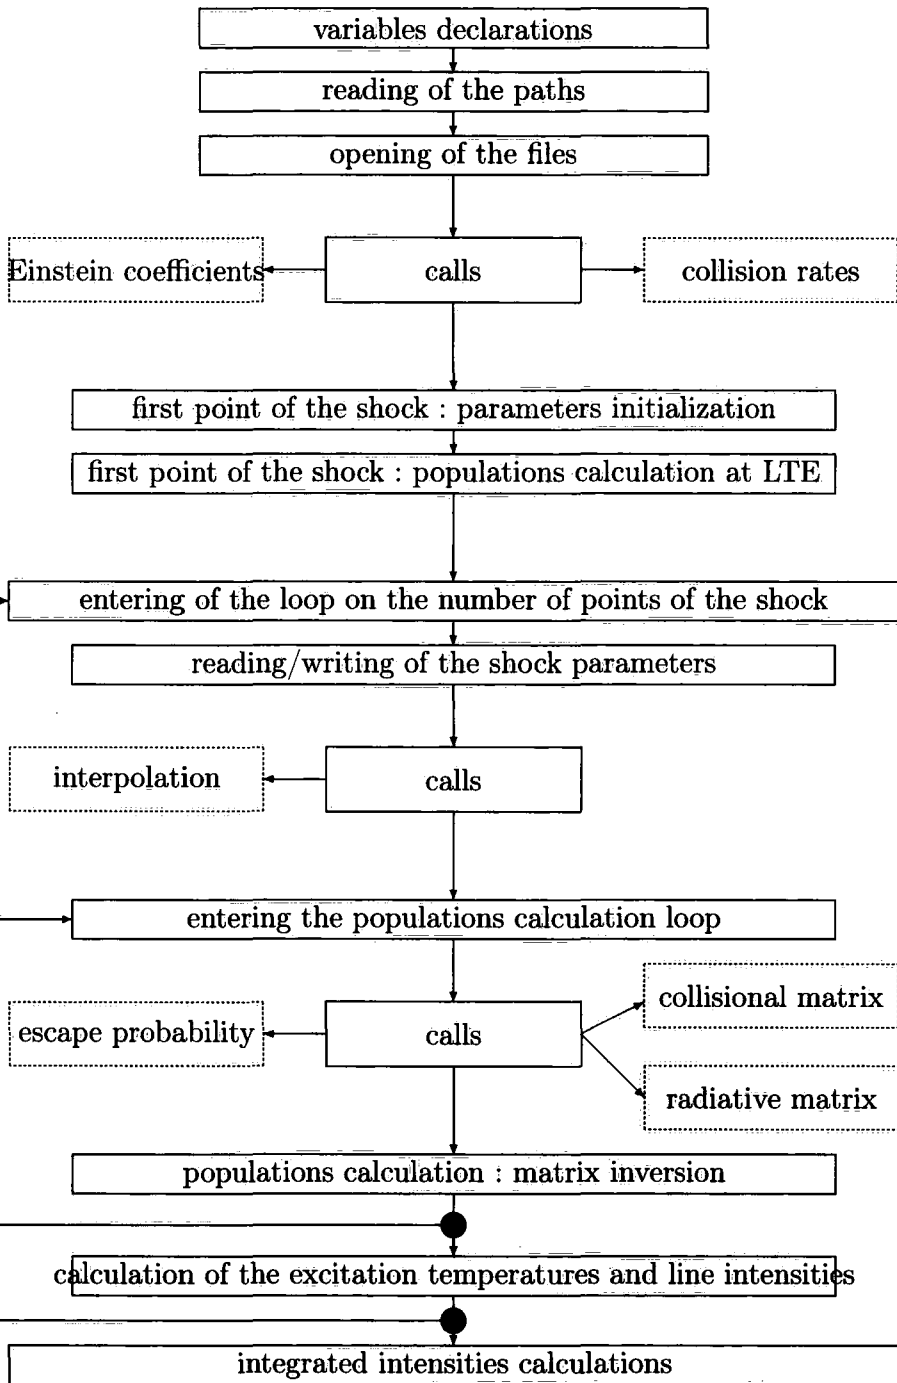 variables declarations
reading of the paths
opening of the files
Einstein coefficients
calls
collision rates
first point of the shock : parameters initialization
first point of the shock : populations calculation at LTE
entering of the loop on the number of points of the shock
reading/writing of the shock parameters
interpolation
calls
entering the populations calculation loop
collisional matrix
escape probability
calls
radiative matrix
populations calculation : matrix inversion
calculation of the excitation temperatures and line intensities
integrated intensities calculations